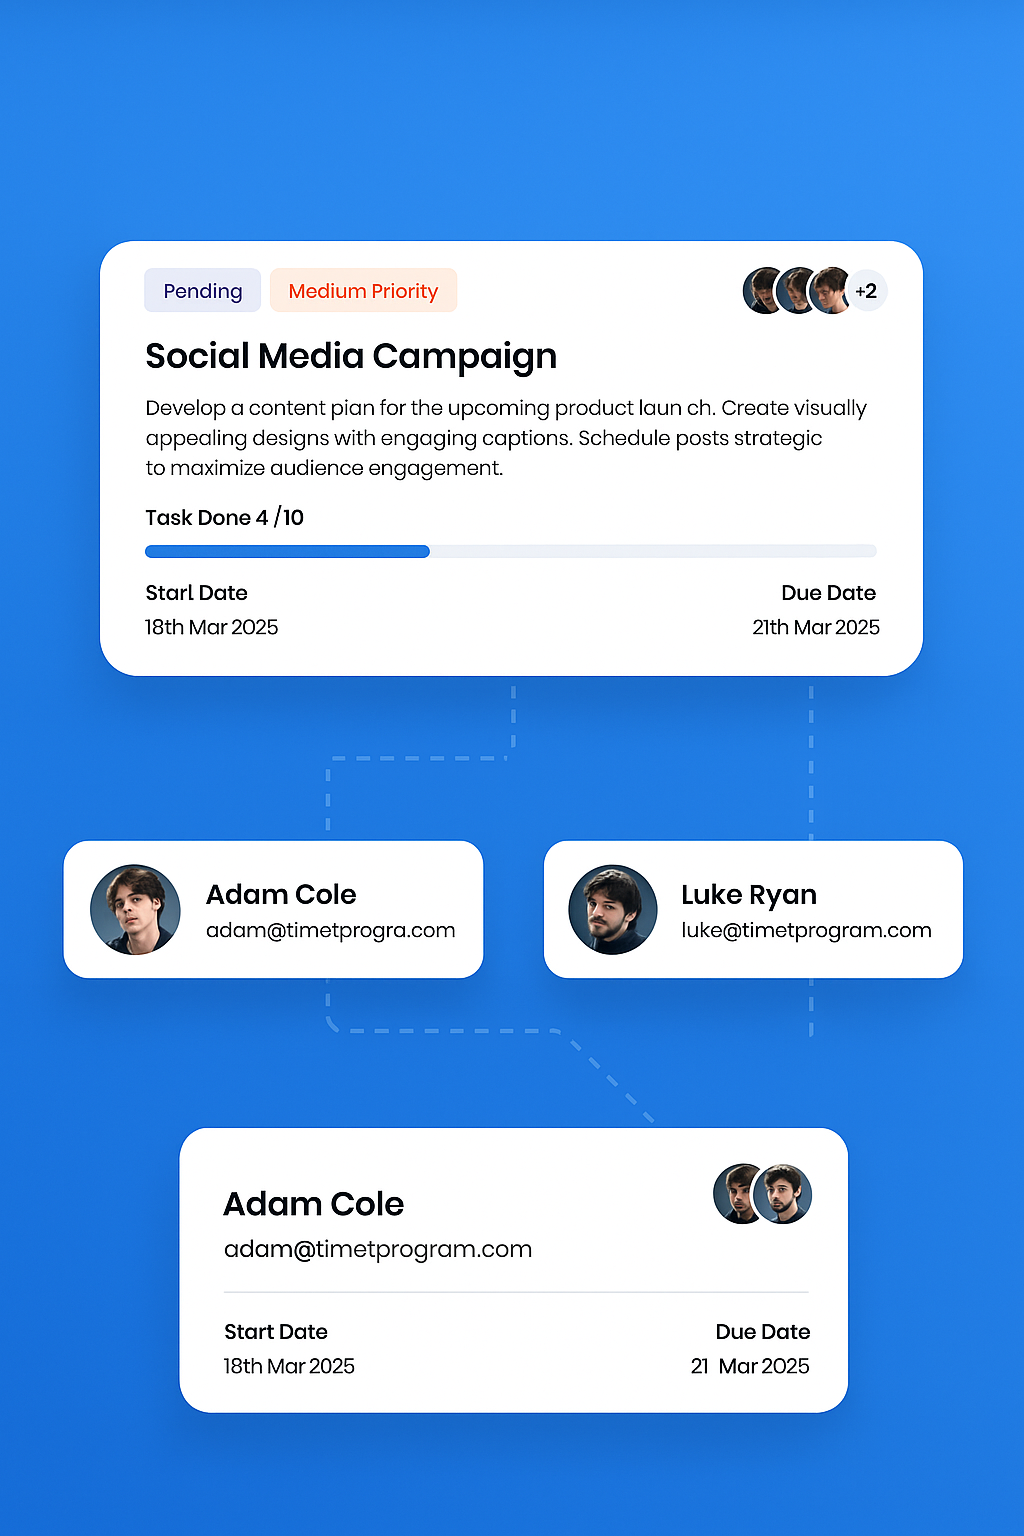 Pending
Medium Priority
+2
Social Media Campaign
Develop a content pian for the upcoming product laun ch. Create visually
appealing designs with engaging captions. Schedule posts strategic
to maximize audience engagement.
Task Done 4 /10
Starl Date
Due Date
18th Mar 2025
21th Mar 2025
Adam Cole
adam@timetprogra.com
Luke Ryan
luke@timetprogram.com
Adam Cole
adam@timetprogram.com
Start Date
Due Date
18th Mar 2025
21 Mar 2025